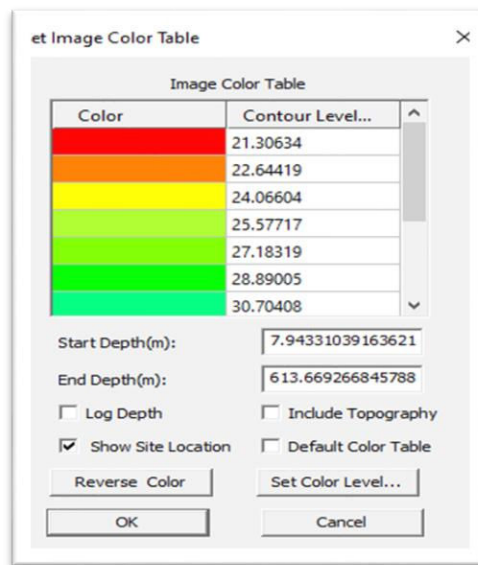 et Image Color Table
Image Color Table
Color Contour Level...
21.30634
22.64419
24.06604
25.57717
27.18319
28.89005
30.70408
Start Depth(m): 7.94331039163621
End Depth(m): 613.669266845788
Log Depth Include Topography
Show Site Location Default Color Table
Reverse Color Set Color Level...
OK Cancel